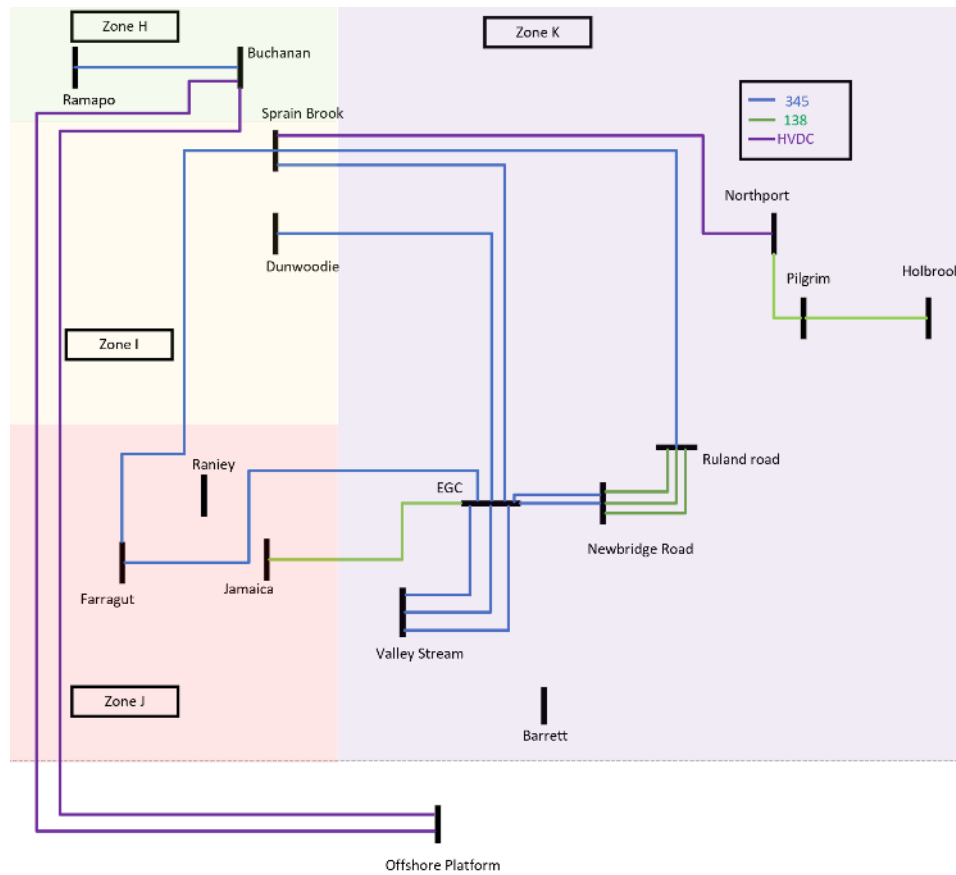 Zone H
Zone K
Buchanan
Ramapo
Sprain Brook
345
138
HVDC
Northport
Dunwoodie
Pilgrim
Holbrook
Zone I
Raniey
EGC
Ruland road
Newbridge Road
Farragut
Jamaica
Valley Stream
Zone J
Barrett
Offshore Platform